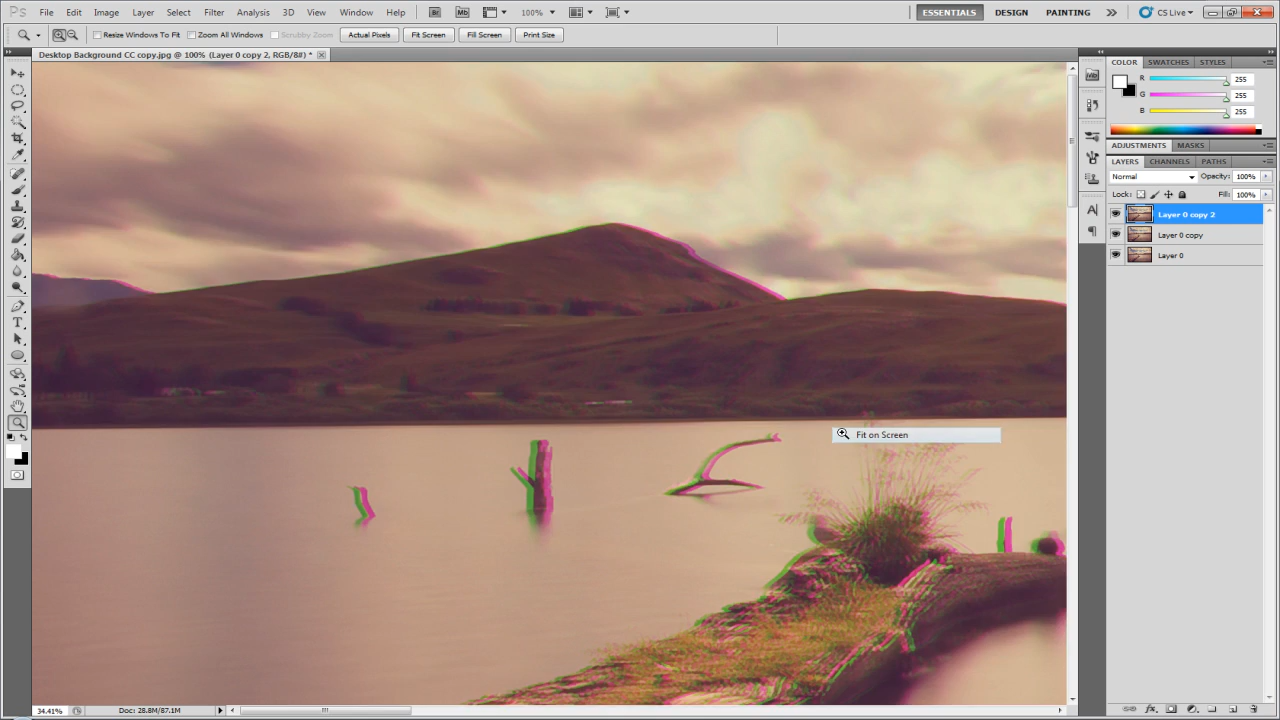 Ps File Edit Image Layer Select Filter Analysis 3D View Window Help Br Mb 100% ESSENTIALS DESIGN PAINTING CS Live
Resize Windows To Fit Zoom All Windows Scrubby Zoom Actual Pixels Fit Screen Fill Screen Print Size
Desktop Background CC copy.jpg @ 100% (Layer 0 copy 2, RGB/8#) *
COLOR SWATCHES STYLES
R 255
G 255
B 255
ADJUSTMENTS MASKS
LAYERS CHANNELS PATHS
Normal Opacity: 100%
Lock: Fill: 100%
Layer 0 copy 2
Layer 0 copy
Layer 0
Fit on Screen
34.41% Doc: 28.8M/87.1M